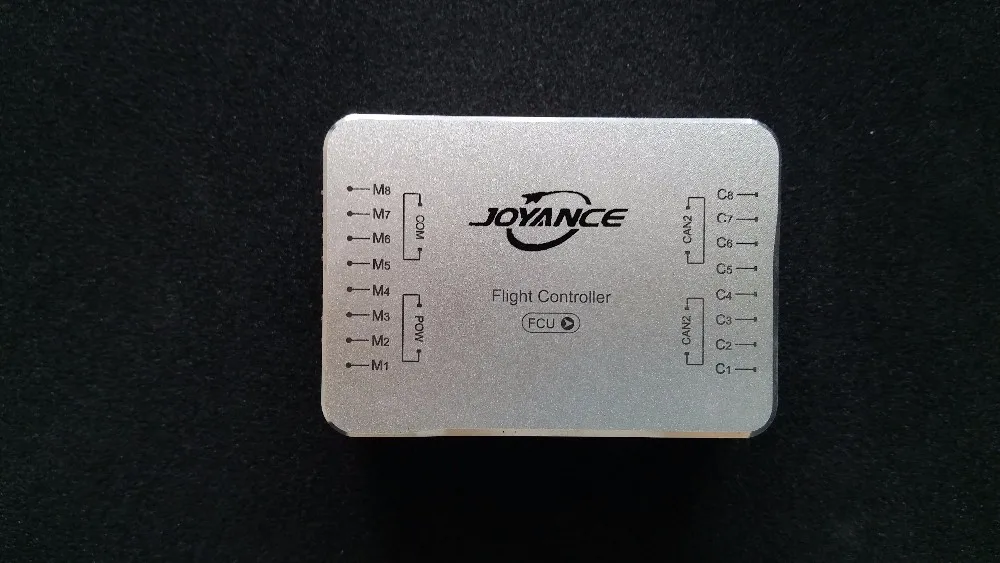 M8
M7
M6
M5
M4
M3
M2
M1
COM
POW
JOYANCE
Flight Controller
FCU
CAN2
CAN2
C8
C7
C6
C5
C4
C3
C2
C1